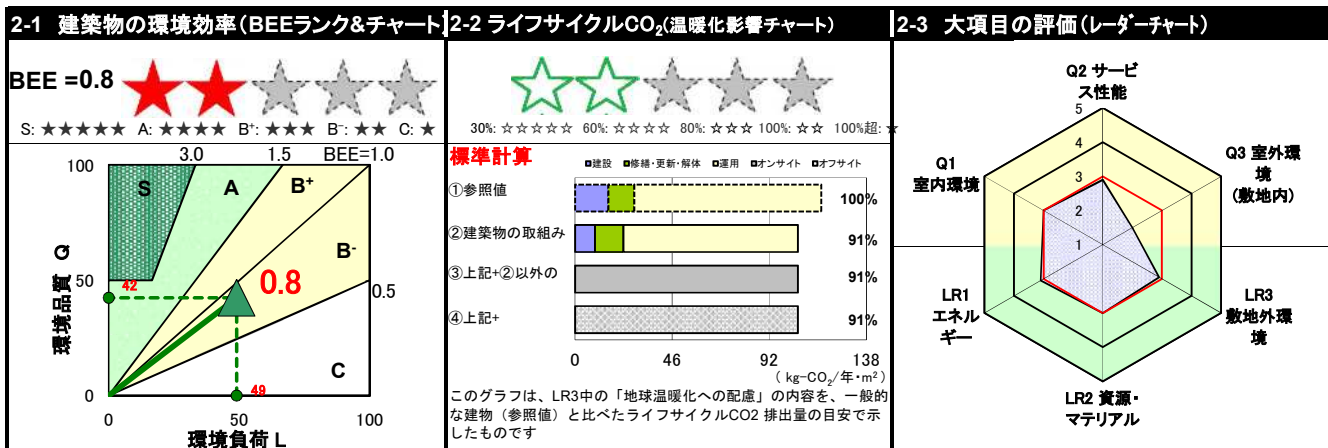 2-1 建築物の環境効率(BEEランク&チャート)
BEE =0.8
S: ★★★★★ A: ★★★★ B+: ★★★ B-: ★★ C: ★
3.0 1.5 BEE=1.0
100
S
A
B+
B-
50
42
0.8
0.5
C
0
49
0 50 100
環境品質 Q
環境負荷 L
2-2 ライフサイクルCO2(温暖化影響チャート)
30%: ☆☆☆☆☆ 60%: ☆☆☆☆ 80%: ☆☆☆ 100%: ☆☆ 100%超: ☆
標準計算
■建設 ■修繕・更新・解体 ■運用 ■オンサイト ■オフサイト
①参照値 100%
②建築物の取組み 91%
③上記+②以外の 91%
④上記+ 91%
0 46 92 138
( kg-CO2/年・m2)
このグラフは、LR3中の「地球温暖化への配慮」の内容を、一般的
な建物(参照値)と比べたライフサイクルCO2 排出量の目安で示
したものです
2-3 大項目の評価(レーダーチャート)
Q2 サービ
ス性能
5
4
3
2
1
Q1
室内環境
Q3 室外環
境
(敷地内)
LR1
エネル
ギー
LR3
敷地外環
境
LR2 資源・
マテリアル